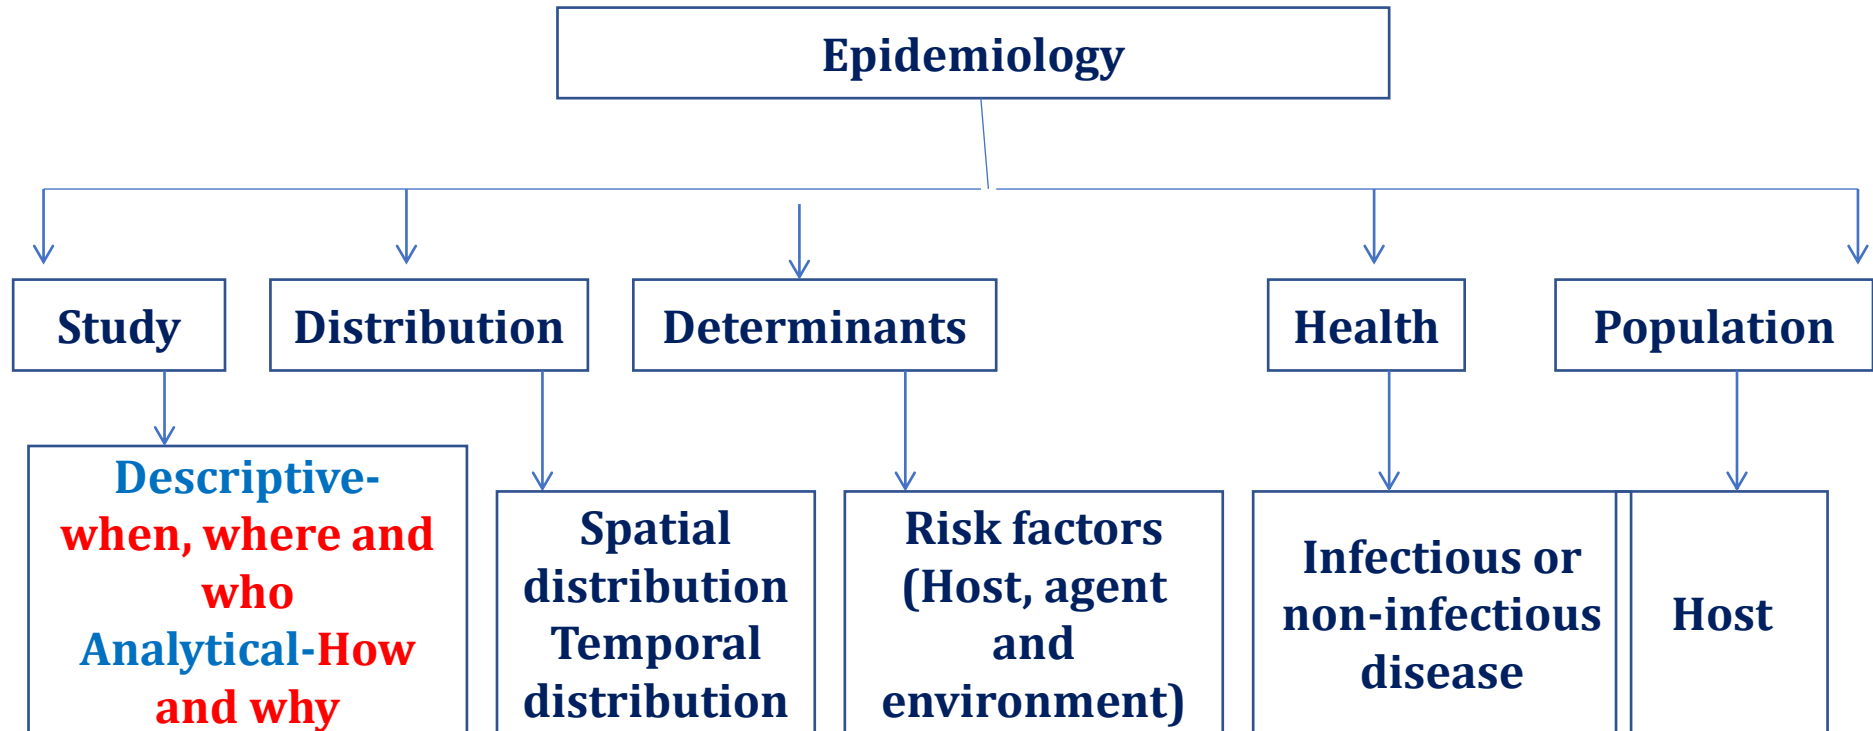 Epidemiology
Study
Distribution
Determinants
Health
Population
Descriptive-
when, where and
who
Analytical-How
and why
Spatial
distribution
Temporal
distribution
Risk factors
(Host, agent
and
environment)
Infectious or
non-infectious
disease
Host